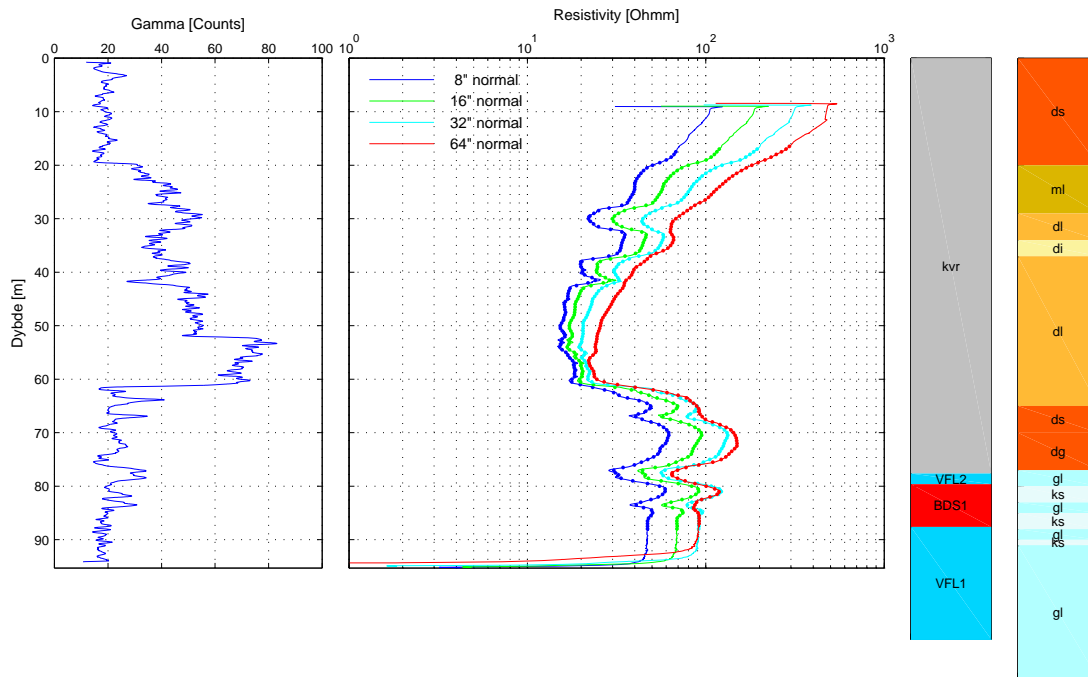 Gamma [Counts]
0 20 40 60 80 100
Resistivity [Ohmm]
10^0 10^1 10^2 10^3
Dybde [m]
0
10
20
30
40
50
60
70
80
90
8" normal
16" normal
32" normal
64" normal
kvr
VFL2
BDS1
VFL1
ds
ml
dl
di
dl
ds
dg
gl
ks
gl
ks
gl
ks
gl